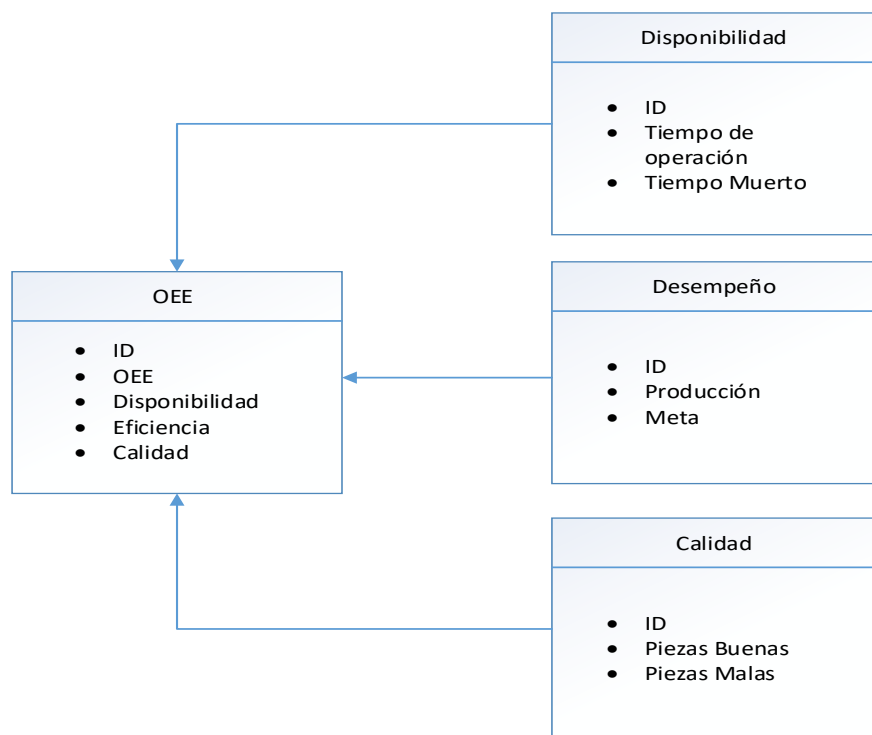 Disponibilidad
• ID
• Tiempo de
operación
• Tiempo Muerto
OEE
• ID
• OEE
• Disponibilidad
• Eficiencia
• Calidad
Desempeño
• ID
• Producción
• Meta
Calidad
• ID
• Piezas Buenas
• Piezas Malas